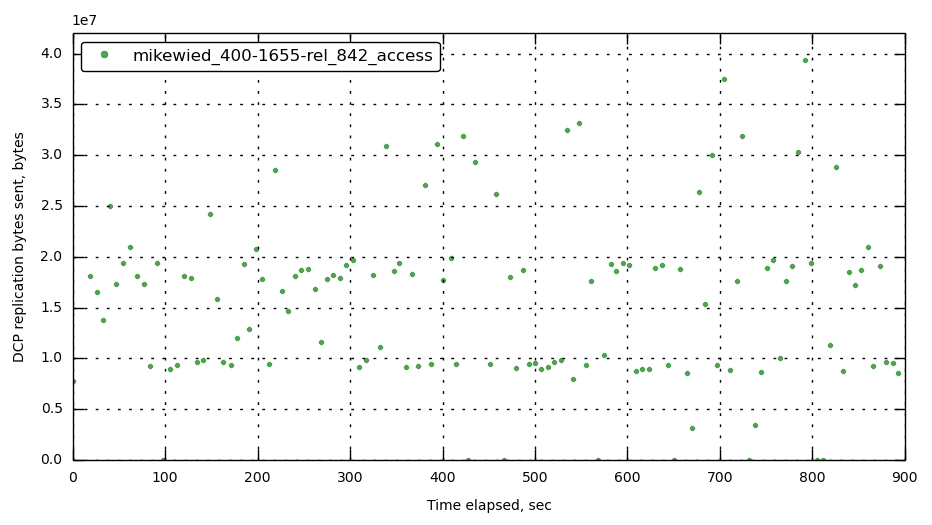 1e7
mikewied_400-1655-rel_842_access
4.0
3.5
3.0
2.5
2.0
1.5
1.0
0.5
0.0
DCP replication bytes sent, bytes
0 100 200 300 400 500 600 700 800 900
Time elapsed, sec